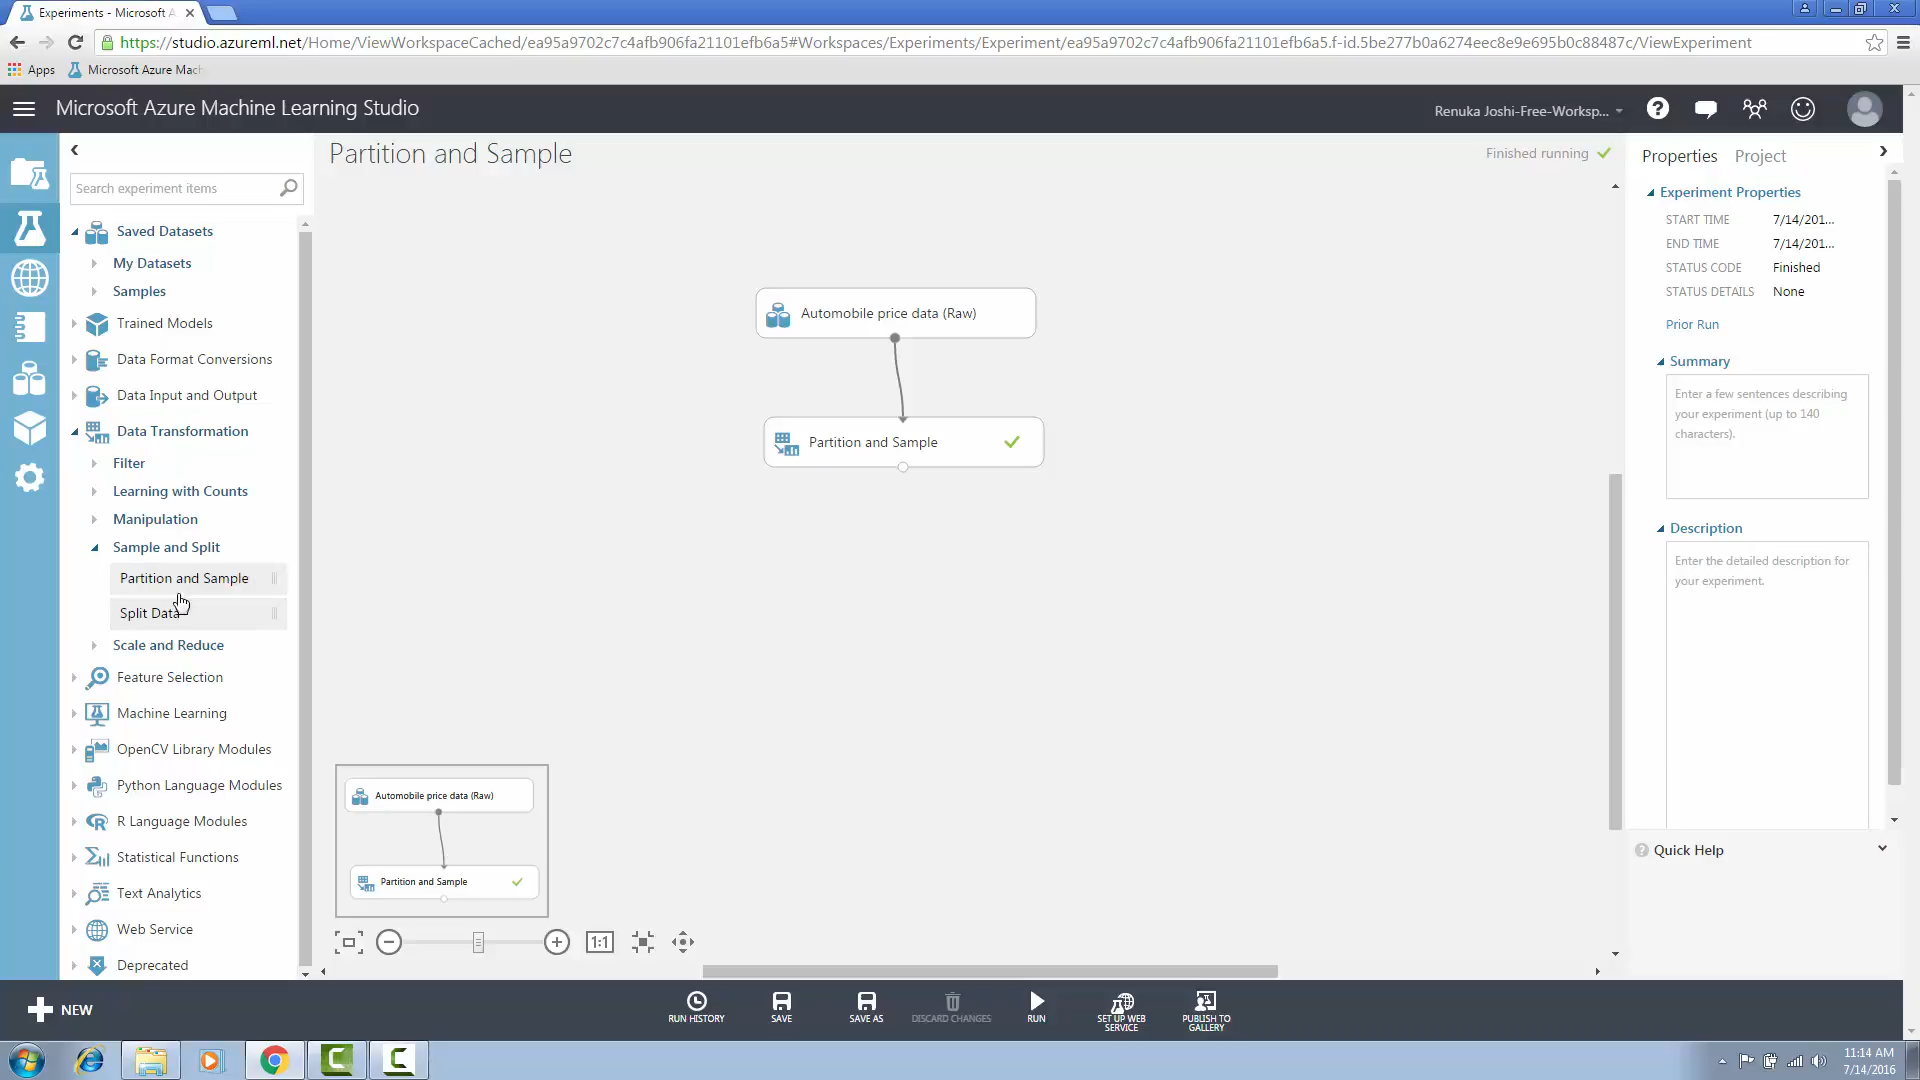 Experiments - Microsoft A
https://studio.azureml.net/Home/ViewWorkspaceCached/ea95a9702c7c4afb906fa21101efb6a5#Workspaces/Experiments/Experiment/ea95a9702c7c4afb906fa21101efb6a5.f-id.5be277b0a6274eec8e9e695b0c88487c/ViewExperiment
Apps Microsoft Azure Mach
Microsoft Azure Machine Learning Studio
Renuka Joshi-Free-Worksp...
Search experiment items
Saved Datasets
My Datasets
Samples
Trained Models
Data Format Conversions
Data Input and Output
Data Transformation
Filter
Learning with Counts
Manipulation
Sample and Split
Partition and Sample
Split Data
Scale and Reduce
Feature Selection
Machine Learning
OpenCV Library Modules
Python Language Modules
R Language Modules
Statistical Functions
Text Analytics
Web Service
Deprecated
Partition and Sample
Finished running
Automobile price data (Raw)
Partition and Sample
Automobile price data (Raw)
Partition and Sample
1:1
Properties Project
Experiment Properties
START TIME 7/14/201...
END TIME 7/14/201...
STATUS CODE Finished
STATUS DETAILS None
Prior Run
Summary
Enter a few sentences describing
your experiment (up to 140
characters).
Description
Enter the detailed description for
your experiment.
Quick Help
NEW
RUN HISTORY
SAVE
SAVE AS
DISCARD CHANGES
RUN
SET UP WEB
SERVICE
PUBLISH TO
GALLERY
11:14 AM
7/14/2016